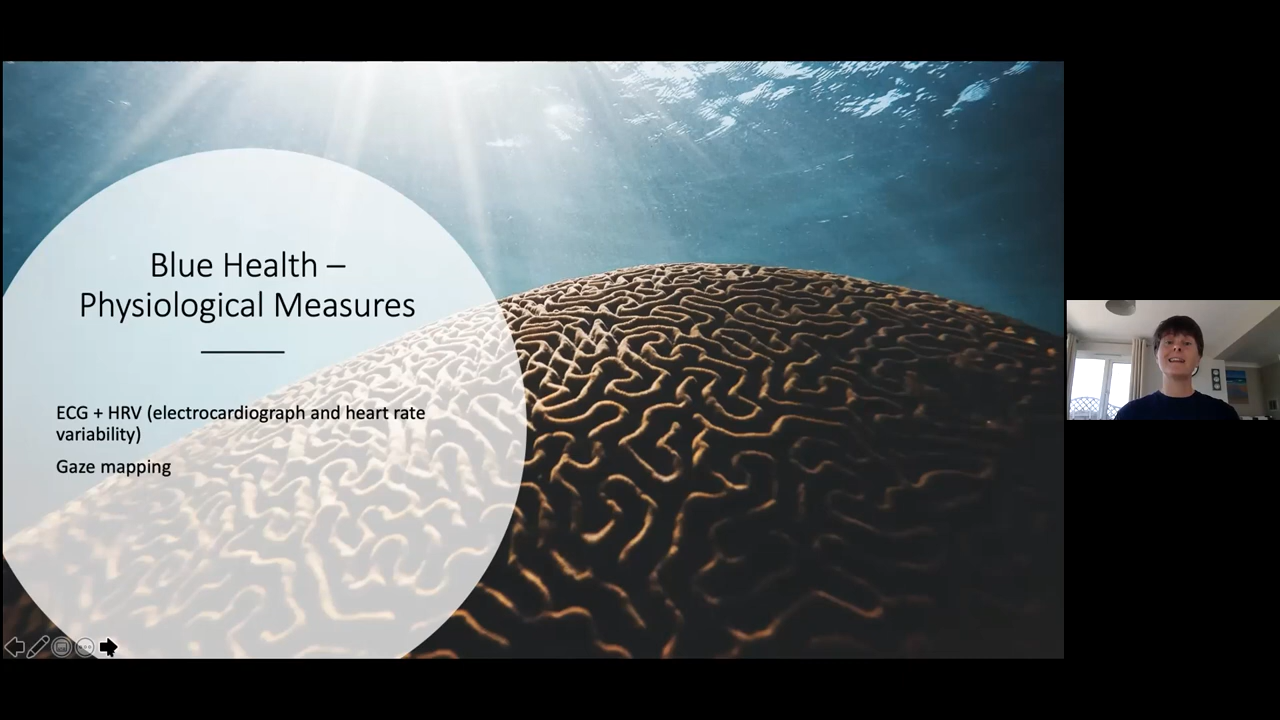 Blue Health –
Physiological Measures
ECG + HRV (electrocardiograph and heart rate
variability)
Gaze mapping